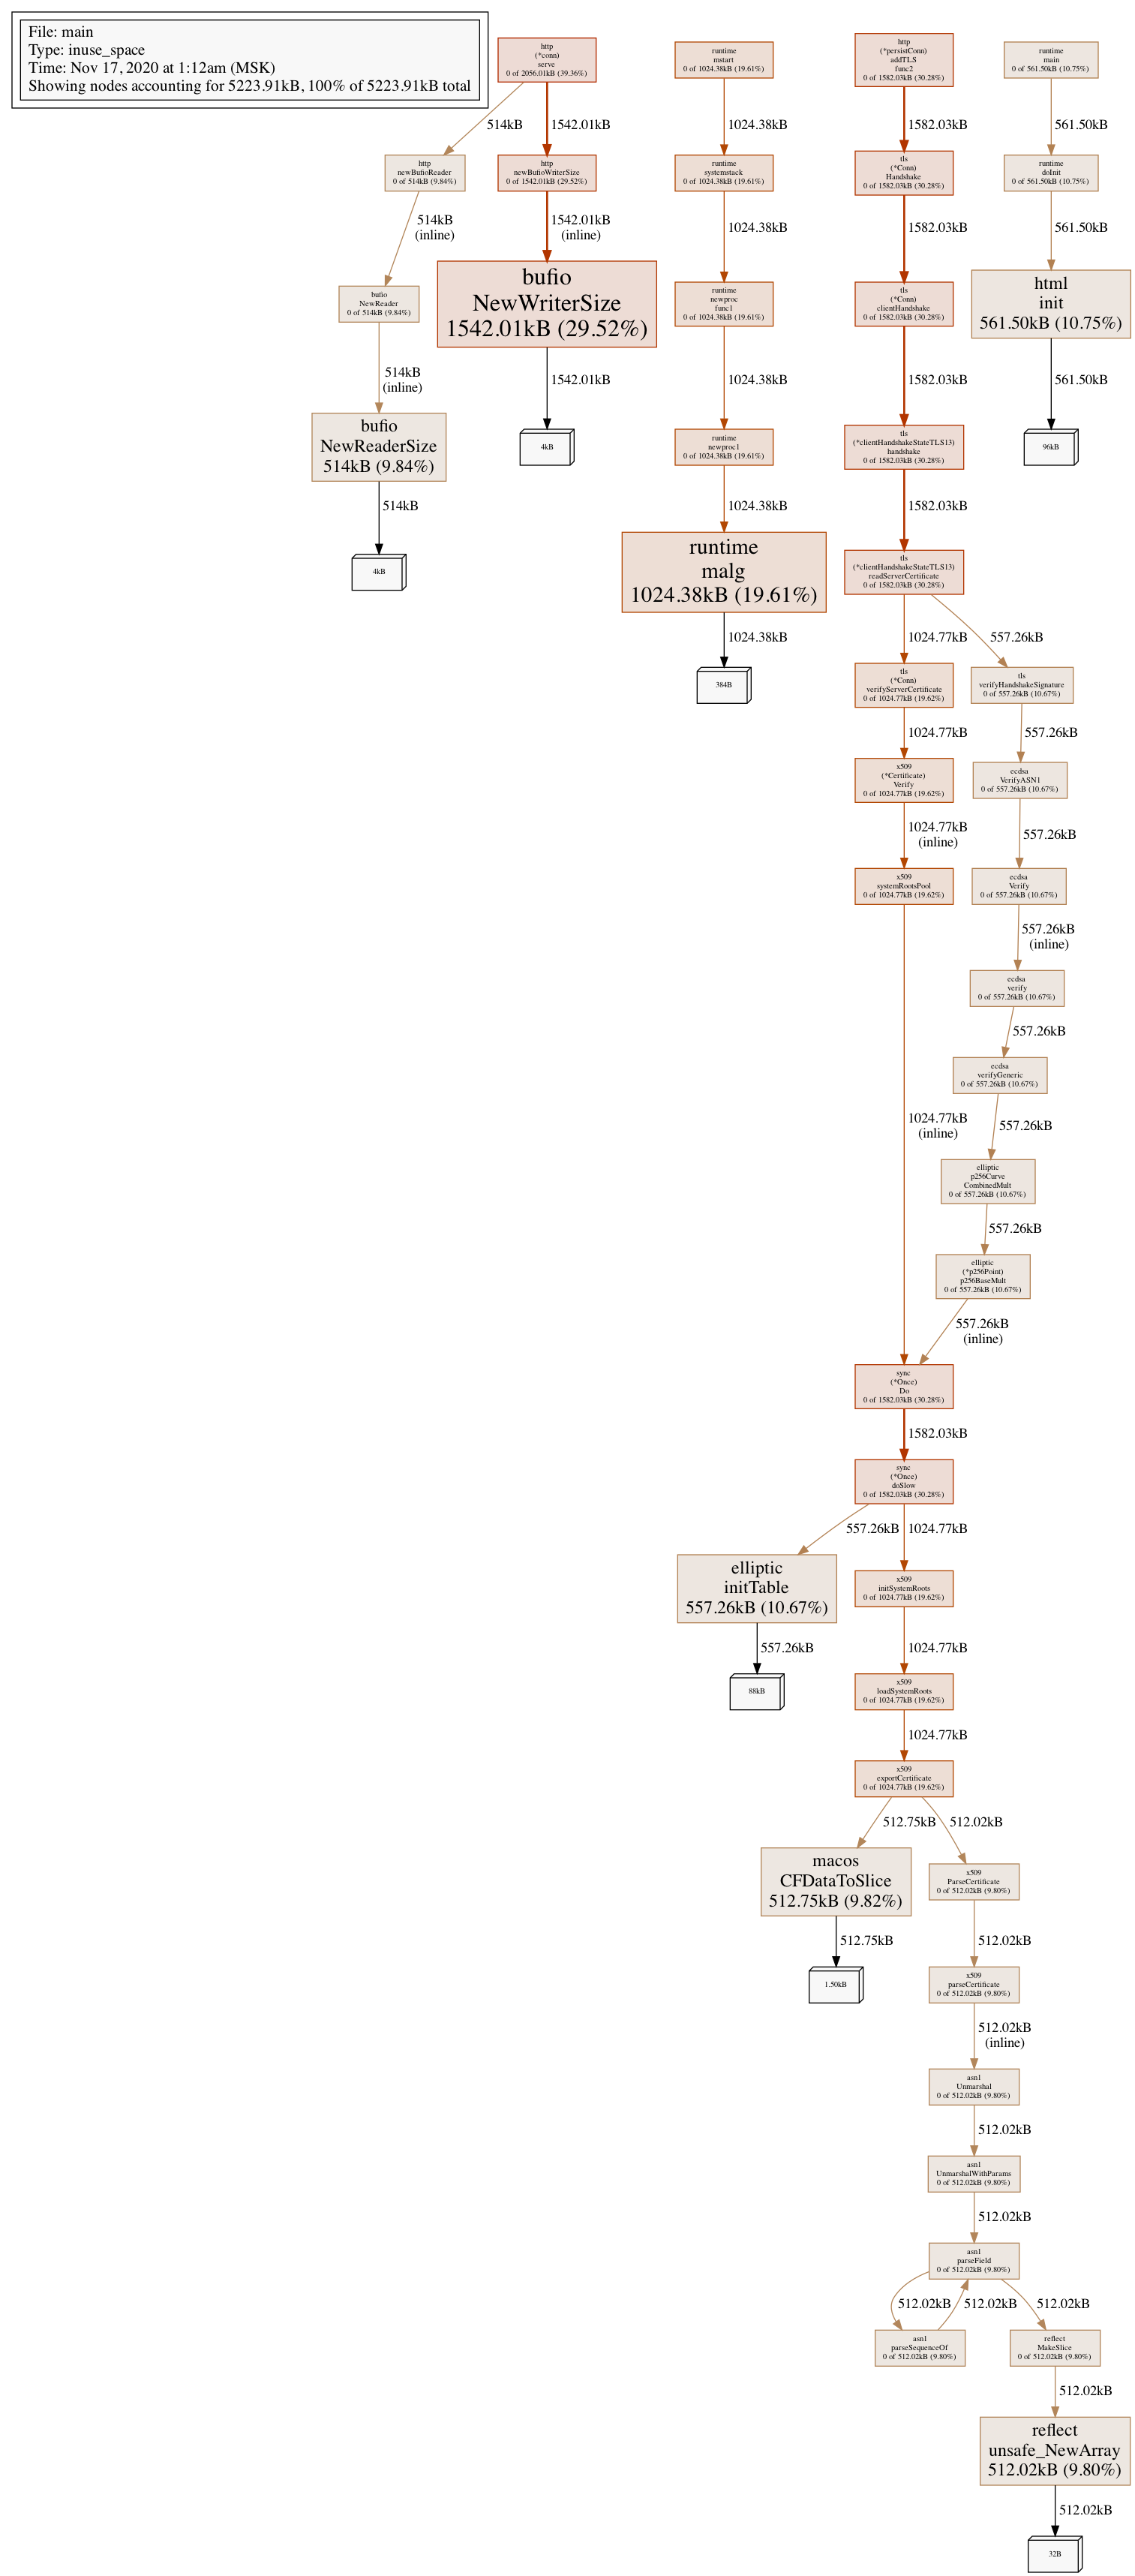 File: main
Type: inuse_space
Time: Nov 17, 2020 at 1:12am (MSK)
Showing nodes accounting for 5223.91kB, 100% of 5223.91kB total
http
(*conn)
serve
0 of 2056.01kB (39.36%)
runtime
mstart
0 of 1024.38kB (19.61%)
http
(*persistConn)
addTLS
func2
0 of 1582.03kB (30.28%)
runtime
main
0 of 561.50kB (10.75%)
514kB
1542.01kB
1024.38kB
1582.03kB
561.50kB
http
newBufioReader
0 of 514kB (9.84%)
http
newBufioWriterSize
0 of 1542.01kB (29.52%)
runtime
systemstack
0 of 1024.38kB (19.61%)
tls
(*Conn)
Handshake
0 of 1582.03kB (30.28%)
runtime
doInit
0 of 561.50kB (10.75%)
514kB
(inline)
1542.01kB
(inline)
1024.38kB
1582.03kB
561.50kB
bufio
NewReader
0 of 514kB (9.84%)
bufio
NewWriterSize
1542.01kB (29.52%)
runtime
newproc
func1
0 of 1024.38kB (19.61%)
tls
(*Conn)
clientHandshake
0 of 1582.03kB (30.28%)
html
init
561.50kB (10.75%)
514kB
(inline)
1542.01kB
1024.38kB
1582.03kB
561.50kB
bufio
NewReaderSize
514kB (9.84%)
4kB
runtime
newproc1
0 of 1024.38kB (19.61%)
tls
(*clientHandshakeStateTLS13)
handshake
0 of 1582.03kB (30.28%)
96kB
514kB
1024.38kB
1582.03kB
4kB
runtime
malg
1024.38kB (19.61%)
tls
(*clientHandshakeStateTLS13)
readServerCertificate
0 of 1582.03kB (30.28%)
1024.38kB
1024.77kB
557.26kB
384B
tls
(*Conn)
verifyServerCertificate
0 of 1024.77kB (19.62%)
tls
verifyHandshakeSignature
0 of 557.26kB (10.67%)
1024.77kB
557.26kB
x509
(*Certificate)
Verify
0 of 1024.77kB (19.62%)
ecdsa
VerifyASN1
0 of 557.26kB (10.67%)
1024.77kB
(inline)
557.26kB
x509
systemRootsPool
0 of 1024.77kB (19.62%)
ecdsa
Verify
0 of 557.26kB (10.67%)
557.26kB
(inline)
ecdsa
verify
0 of 557.26kB (10.67%)
557.26kB
ecdsa
verifyGeneric
0 of 557.26kB (10.67%)
1024.77kB
(inline)
557.26kB
elliptic
p256Curve
CombinedMult
0 of 557.26kB (10.67%)
557.26kB
elliptic
(*p256Point)
p256BaseMult
0 of 557.26kB (10.67%)
557.26kB
(inline)
sync
(*Once)
Do
0 of 1582.03kB (30.28%)
1582.03kB
sync
(*Once)
doSlow
0 of 1582.03kB (30.28%)
557.26kB
1024.77kB
elliptic
initTable
557.26kB (10.67%)
x509
initSystemRoots
0 of 1024.77kB (19.62%)
557.26kB
1024.77kB
88kB
x509
loadSystemRoots
0 of 1024.77kB (19.62%)
1024.77kB
x509
exportCertificate
0 of 1024.77kB (19.62%)
512.75kB
512.02kB
macos
CFDataToSlice
512.75kB (9.82%)
x509
ParseCertificate
0 of 512.02kB (9.80%)
512.75kB
512.02kB
1.50kB
x509
parseCertificate
0 of 512.02kB (9.80%)
512.02kB
(inline)
asn1
Unmarshal
0 of 512.02kB (9.80%)
512.02kB
asn1
UnmarshalWithParams
0 of 512.02kB (9.80%)
512.02kB
asn1
parseField
0 of 512.02kB (9.80%)
512.02kB
512.02kB
512.02kB
asn1
parseSequenceOf
0 of 512.02kB (9.80%)
reflect
MakeSlice
0 of 512.02kB (9.80%)
512.02kB
reflect
unsafe_NewArray
512.02kB (9.80%)
512.02kB
32B